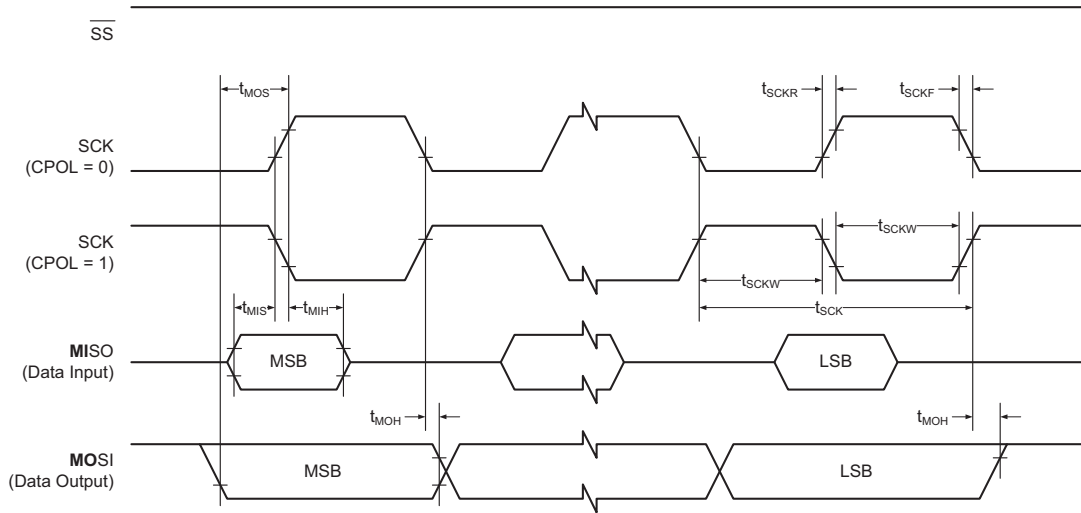 SS
tMOS
tSCKR
tSCKF
SCK
(CPOL = 0)
SCK
(CPOL = 1)
tSCKW
tSCKW
tMIS
tMIH
tSCK
MISO
(Data Input)
MSB
LSB
tMOH
tMOH
MOSI
(Data Output)
MSB
LSB